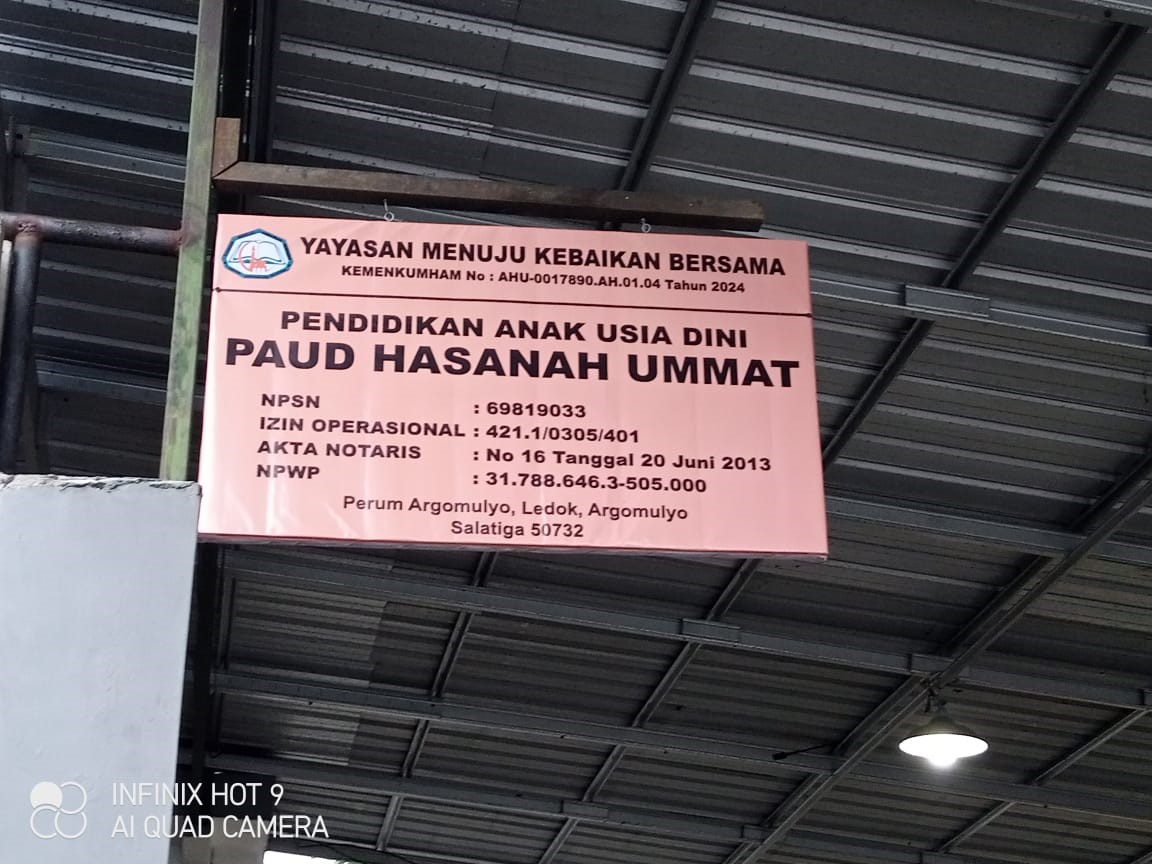 YAYASAN MENUJU KEBAIKAN BERSAMA
KEMENKUMHAM No : AHU-0017890.AH.01.04 Tahun 2024
PENDIDIKAN ANAK USIA DINI
PAUD HASANAH UMMAT
NPSN : 69819033
IZIN OPERASIONAL : 421.1/0305/401
AKTA NOTARIS : No 16 Tanggal 20 Juni 2013
NPWP : 31.788.646.3-505.000
Perum Argomulyo, Ledok, Argomulyo
Salatiga 50732
INFINIX HOT 9
AI QUAD CAMERA